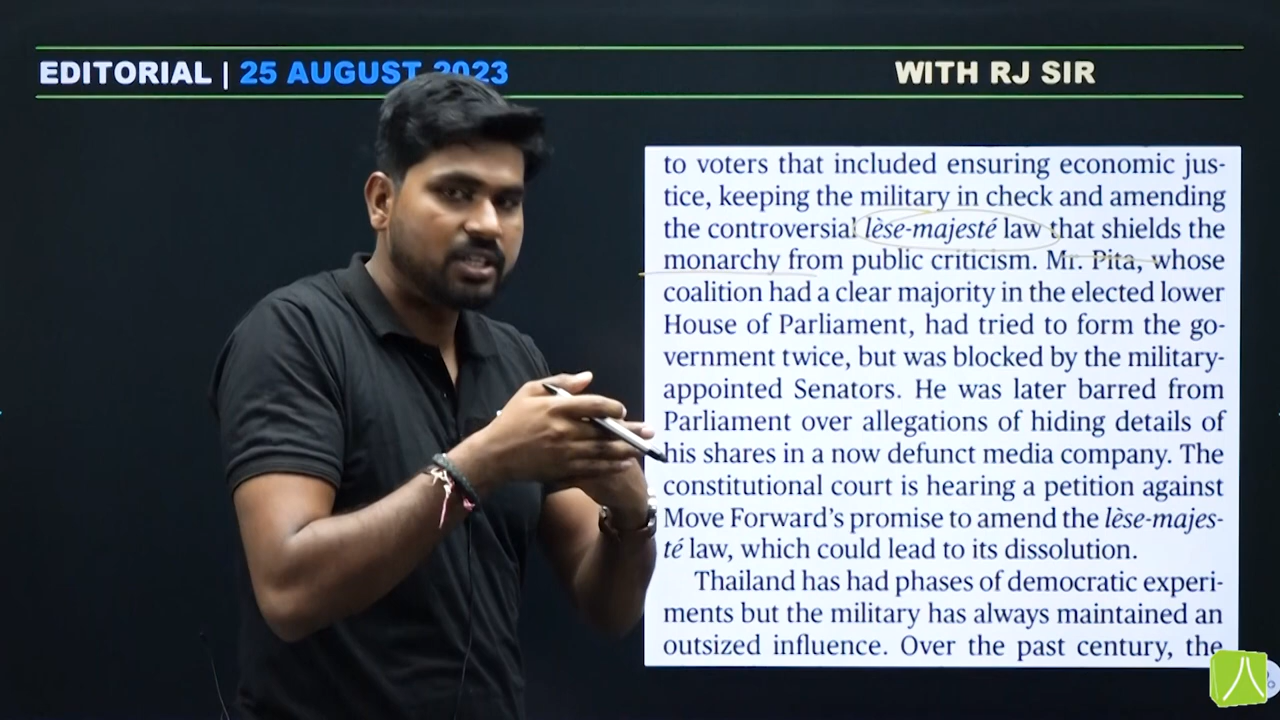 EDITORIAL | 25 AUGUST 2023
WITH RJ SIR
to voters that included ensuring economic jus-
tice, keeping the military in check and amending
the controversial lèse-majesté law that shields the
monarchy from public criticism. Mr. Pita, whose
coalition had a clear majority in the elected lower
House of Parliament, had tried to form the go-
vernment twice, but was blocked by the military-
appointed Senators. He was later barred from
Parliament over allegations of hiding details of
his shares in a now defunct media company. The
constitutional court is hearing a petition against
Move Forward’s promise to amend the lèse-majes-
té law, which could lead to its dissolution.
Thailand has had phases of democratic experi-
ments but the military has always maintained an
outsized influence. Over the past century, the